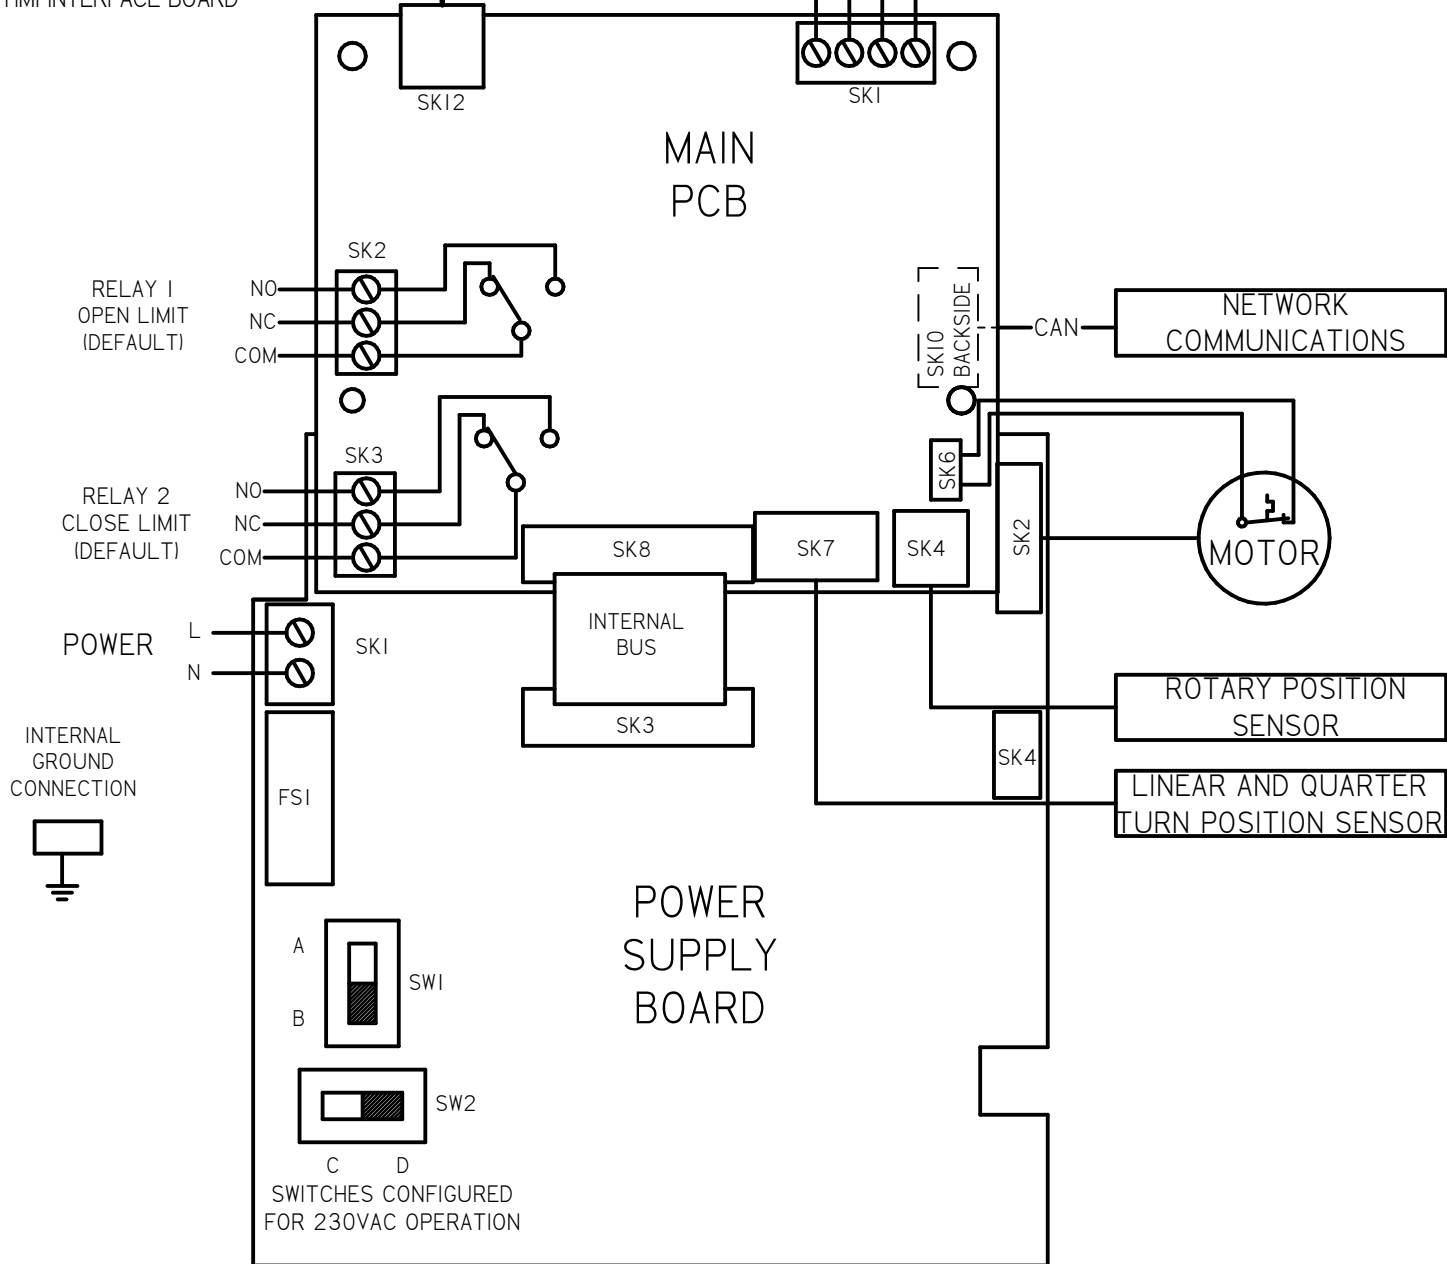 HMI INTERFACE BOARD
SK12
SK1
MAIN
PCB
SK2
RELAY 1
OPEN LIMIT
(DEFAULT)
NO
NC
COM
SK10
BACKSIDE
CAN
NETWORK
COMMUNICATIONS
SK3
RELAY 2
CLOSE LIMIT
(DEFAULT)
NO
NC
COM
SK6
SK8
SK7
SK4
SK2
MOTOR
INTERNAL
BUS
POWER
L
N
SK1
SK3
ROTARY POSITION
SENSOR
SK4
INTERNAL
GROUND
CONNECTION
FS1
LINEAR AND QUARTER
TURN POSITION SENSOR
POWER
SUPPLY
BOARD
A
B
SW1
SW2
C D
SWITCHES CONFIGURED
FOR 230VAC OPERATION